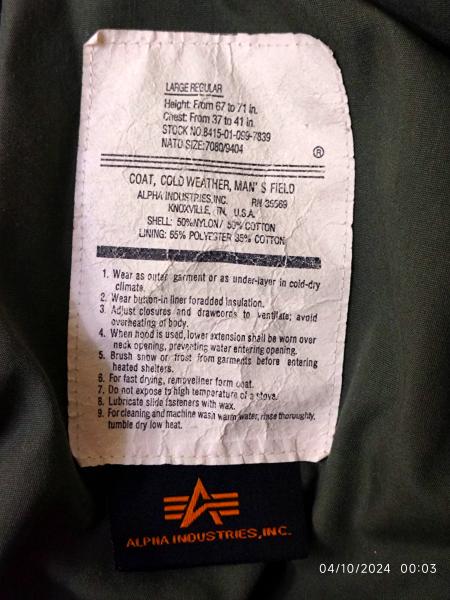 LARGE REGULAR
Height: From 67 to 71 in.
Chest: From 37 to 41 in.
STOCK NO.8415-01-099-7839
NATO SIZE:7080/9404
®
COAT, COLD WEATHER, MAN' S FIELD
ALPHA INDUSTRIES,INC. RN 39569
KNOXVILLE, TN, U.S.A.
SHELL: 50%NYLON/ 50% COTTON
LINING: 65% POLYESTER 35% COTTON
1. Wear as outer garment or as under-layer in cold-dry
climate.
2. Wear button-in liner foradded insulation.
3. Adjust closures and drawcords to ventilate; avoid
overheating of body.
4. When hood is used, lower extension shall be worn over
neck opening, preventing water entering opening.
5. Brush snow or frost from garments before entering
heated shelters.
6. For fast drying, removeliner form coat.
7. Do not expose to high temperature of a stove.
8. Lubricate slide fasteners with wax.
9. For cleaning and machine wash warm water, rinse thoroughly,
tumble dry low heat.
ALPHA INDUSTRIES, INC.
04/10/2024 00:03